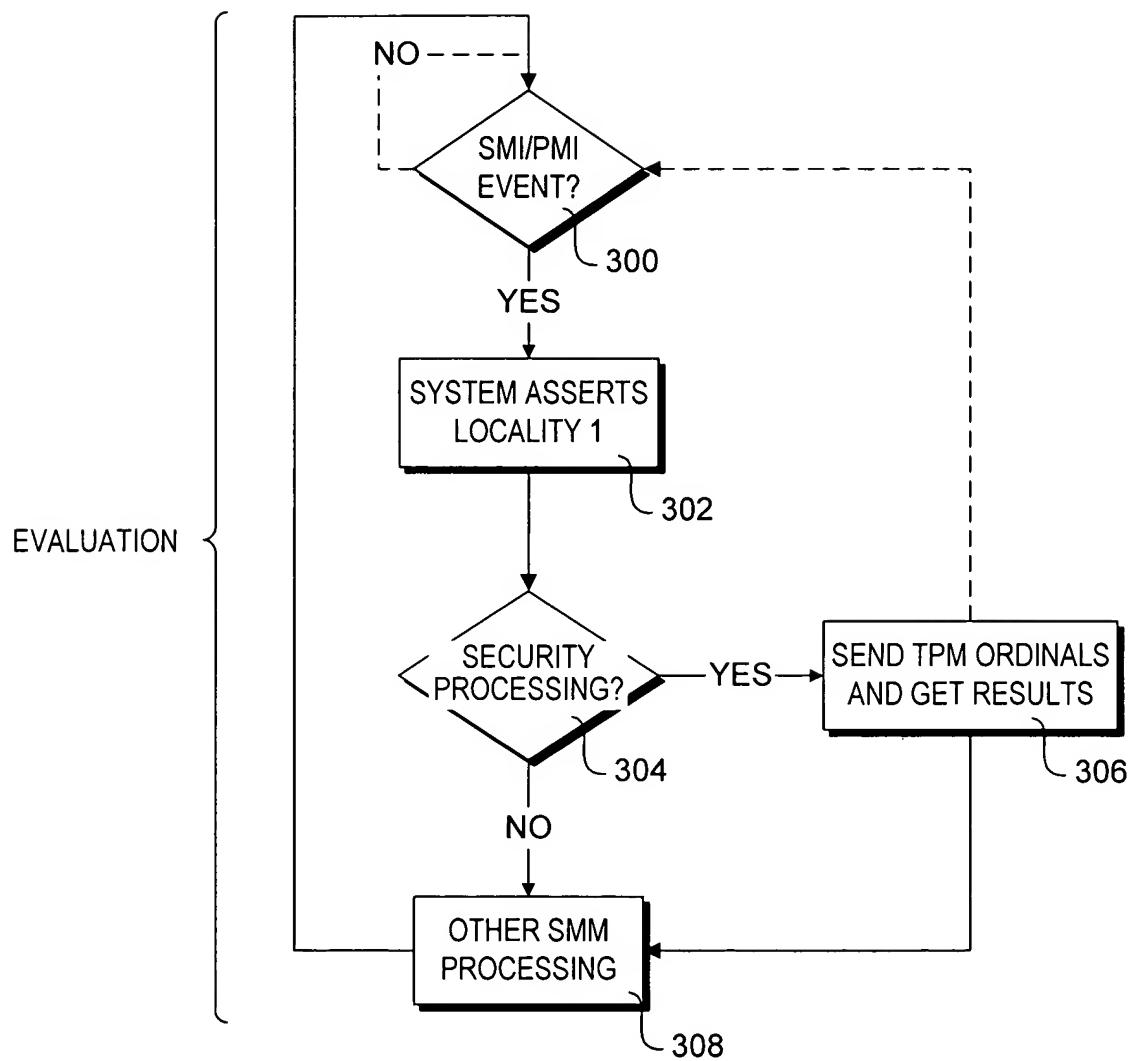 NO
SMI/PMI
EVENT?
300
YES
SYSTEM ASSERTS
LOCALITY 1
302
EVALUATION
SECURITY
PROCESSING?
304
YES
SEND TPM ORDINALS
AND GET RESULTS
306
NO
OTHER SMM
PROCESSING
308